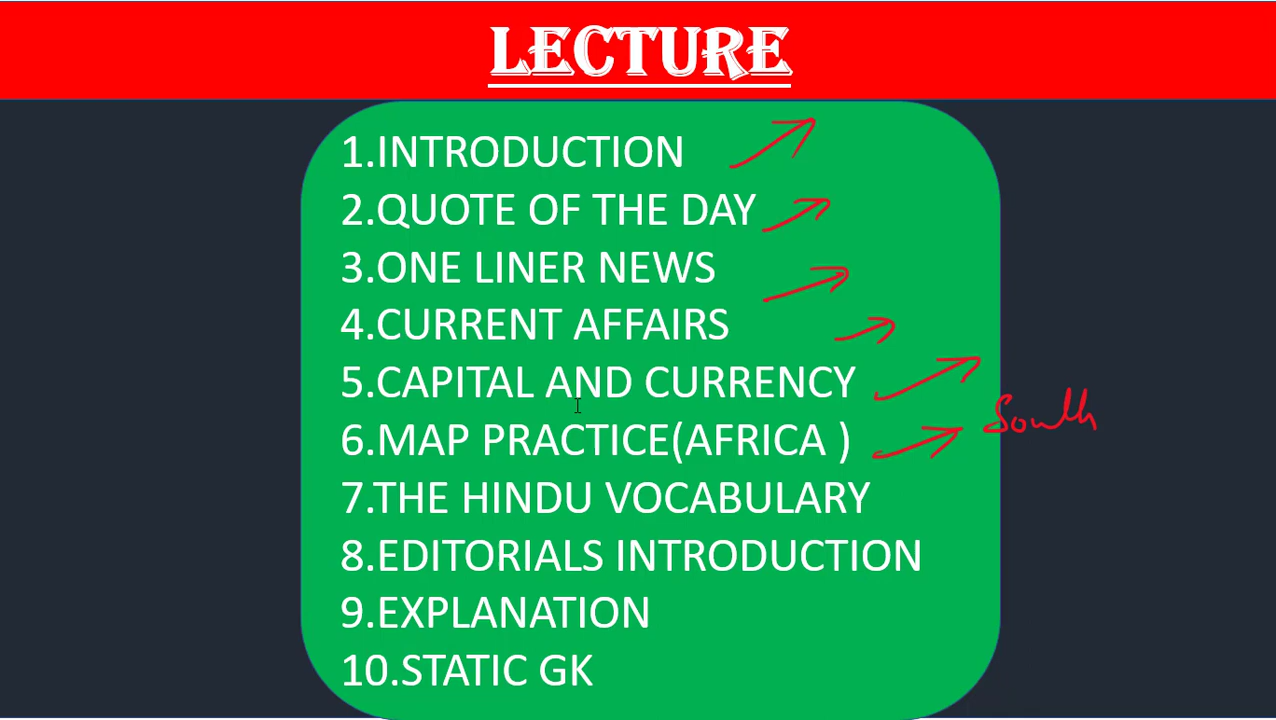 LECTURE
1.INTRODUCTION
2.QUOTE OF THE DAY
3.ONE LINER NEWS
4.CURRENT AFFAIRS
5.CAPITAL AND CURRENCY
6.MAP PRACTICE(AFRICA ) South
7.THE HINDU VOCABULARY
8.EDITORIALS INTRODUCTION
9.EXPLANATION
10.STATIC GK